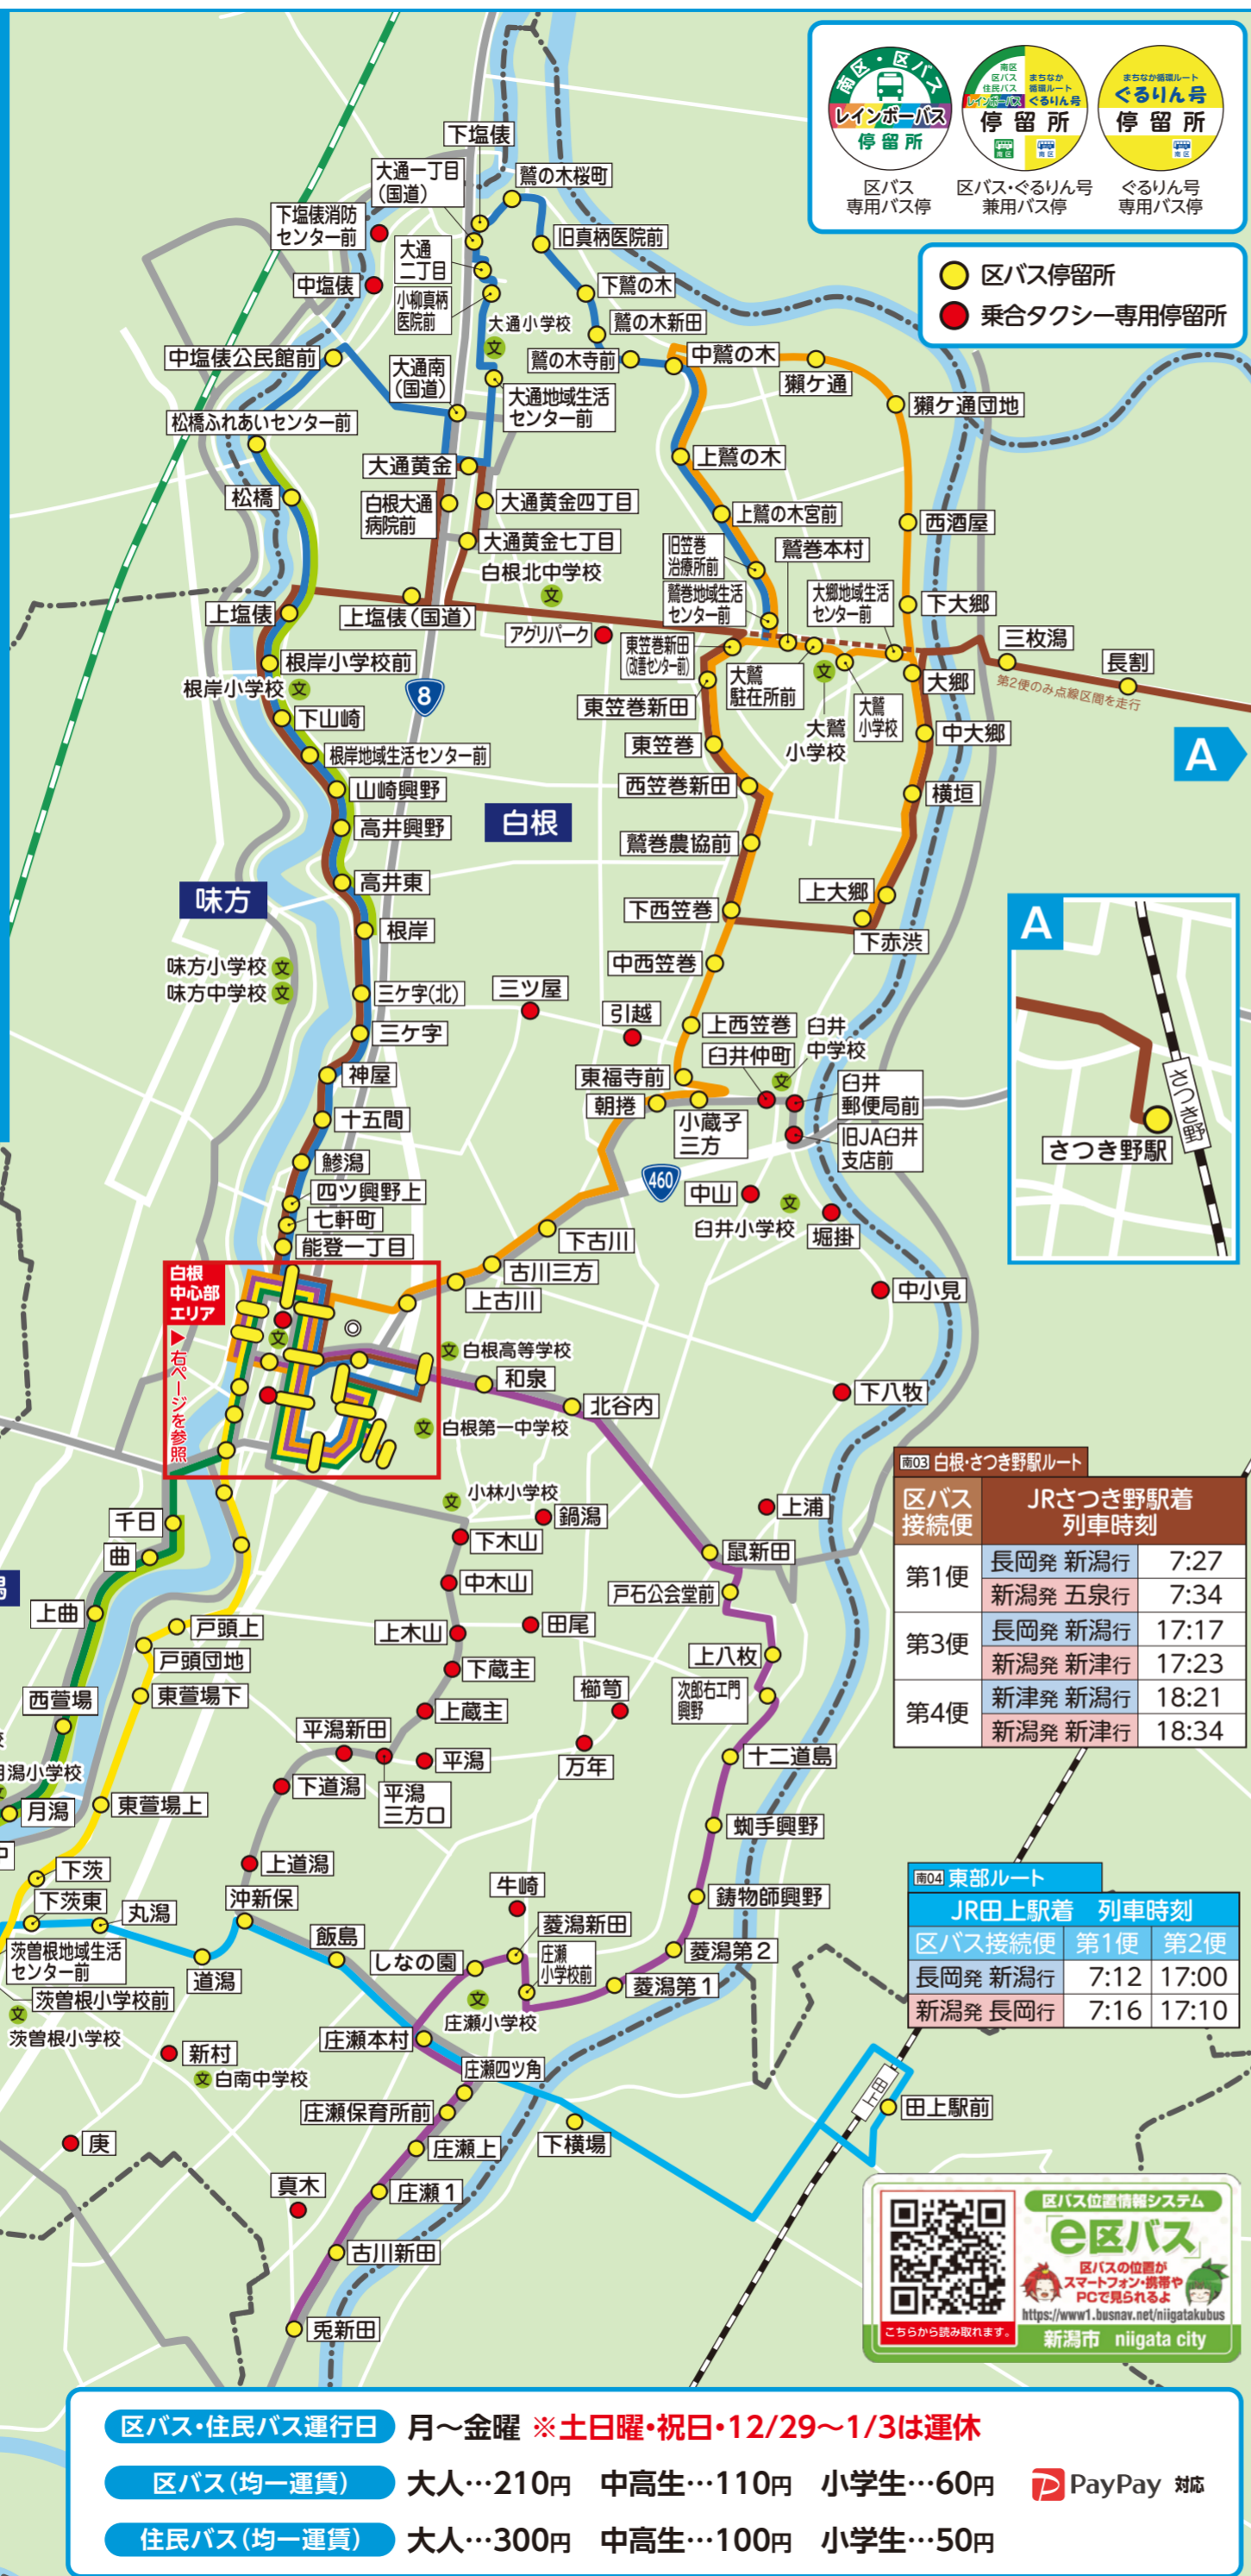 南区・区バス
レインボーバス
停留所
区バス
専用バス停
南区
区バス
住民バス
レインボーバス
まちなか
循環ルート
ぐるりん号
停留所
南区
南区
区バス・ぐるりん号
兼用バス停
まちなか循環ルート
ぐるりん号
停留所
南区
ぐるりん号
専用バス停
区バス停留所
乗合タクシー専用停留所
下塩俵
大通一丁目
(国道)
鷲の木桜町
下塩俵消防
センター前
旧真柄医院前
大通
二丁目
中塩俵
小柳真柄
医院前
下鷲の木
大通小学校
文
鷲の木新田
中塩俵公民館前
大通南
(国道)
鷲の木寺前
中鷲の木
獺ケ通
大通地域生活
センター前
獺ケ通団地
松橋ふれあいセンター前
大通黄金
上鷲の木
松橋
白根大通
病院前
大通黄金四丁目
上鷲の木宮前
西酒屋
大通黄金七丁目
旧笠巻
治療所前
鷲巻本村
白根北中学校
文
鷲巻地域生活
センター前
大郷地域生活
センター前
下大郷
上塩俵
上塩俵(国道)
アグリパーク
東笠巻新田
(改善センター前)
三枚潟
長割
第2便のみ点線区間を走行
根岸小学校前
根岸小学校
文
8
大鷲
駐在所前
文
大鷲
小学校
大鷲
小学校
大郷
東笠巻新田
下山崎
中大郷
東笠巻
根岸地域生活センター前
A
山崎興野
西笠巻新田
横垣
高井興野
白根
鷲巻農協前
高井東
味方
上大郷
下西笠巻
根岸
下赤渋
A
味方小学校
文
味方中学校
文
中西笠巻
三ケ字(北)
三ツ屋
引越
三ケ字
上西笠巻
臼井
中学校
文
臼井仲町
神屋
東福寺前
臼井
郵便局前
朝捲
小蔵子
三方
十五間
旧JA臼井
支店前
さつき野
さつき野駅
鯵潟
460
四ツ興野上
中山
文
臼井小学校
七軒町
堀掛
能登一丁目
下古川
古川三方
上古川
中小見
白根
中心部
エリア
▶右ページを参照
文
文
白根高等学校
和泉
下八枚
北谷内
文
白根第一中学校
南03 白根・さつき野駅ルート
区バス
接続便
JRさつき野駅着
列車時刻
第1便
長岡発 新潟行 7:27
新潟発 五泉行 7:34
第3便
長岡発 新潟行 17:17
新潟発 新津行 17:23
第4便
新津発 新潟行 18:21
新潟発 新津行 18:34
小林小学校
文
鍋潟
上浦
千日
下木山
曲
鼠新田
中木山
戸石公会堂前
上曲
戸頭上
上木山
田尾
戸頭団地
上八枚
下蔵主
西萱場
東萱場下
櫛笥
次郎右エ門
興野
上蔵主
平潟新田
十二道島
平潟
万年
月潟小学校
下道潟
平潟
三方口
月潟
東萱場上
蜘手興野
下茨
上道潟
牛崎
下茨東
丸潟
沖新保
鋳物師興野
飯島
菱潟新田
茨曽根地域生活
センター前
道潟
しなの園
庄瀬
小学校前
菱潟第2
茨曽根小学校前
菱潟第1
文
茨曽根小学校
文
庄瀬小学校
庄瀬本村
新村
庄瀬四ツ角
文
白南中学校
庄瀬保育所前
南04 東部ルート
JR田上駅着 列車時刻
区バス接続便 第1便 第2便
長岡発 新潟行 7:12 17:00
新潟発 長岡行 7:16 17:10
田上
田上駅前
下横場
庚
庄瀬上
真木
庄瀬1
古川新田
兎新田
区バス位置情報システム
「e区バス」
区バスの位置が
スマートフォン・携帯や
PCで見られるよ
https://www1.busnav.net/niigatakubus
こちらから読み取れます。
新潟市 niigata city
区バス・住民バス運行日 月〜金曜 ※土日曜・祝日・12/29〜1/3は運休
区バス(均一運賃) 大人…210円 中高生…110円 小学生…60円 PayPay 対応
住民バス(均一運賃) 大人…300円 中高生…100円 小学生…50円